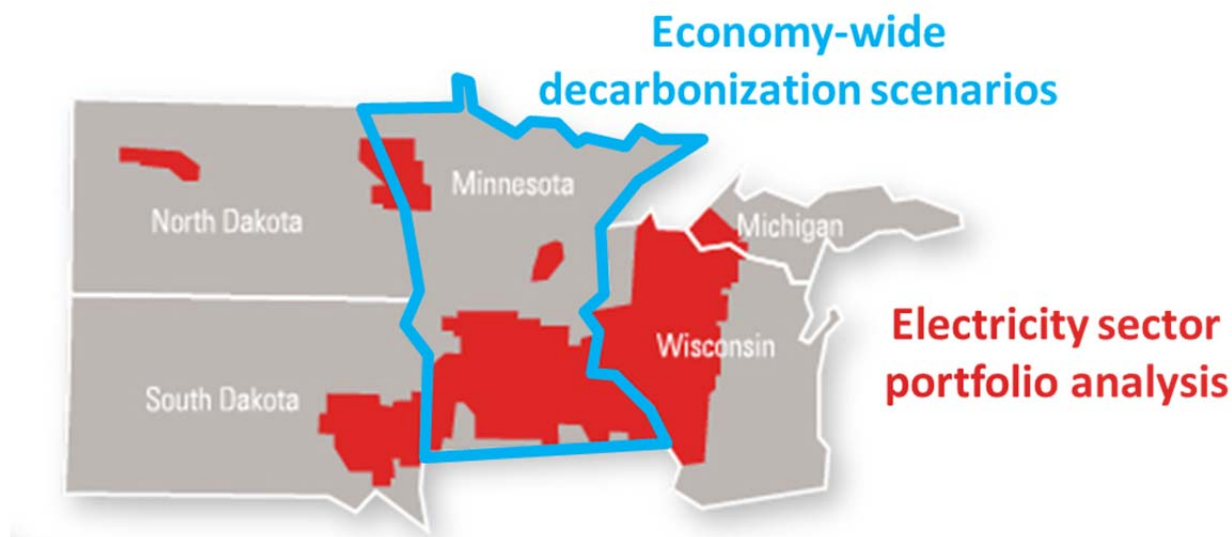 Economy-wide
decarbonization scenarios
Minnesota
North Dakota
Michigan
Electricity sector
portfolio analysis
Wisconsin
South Dakota